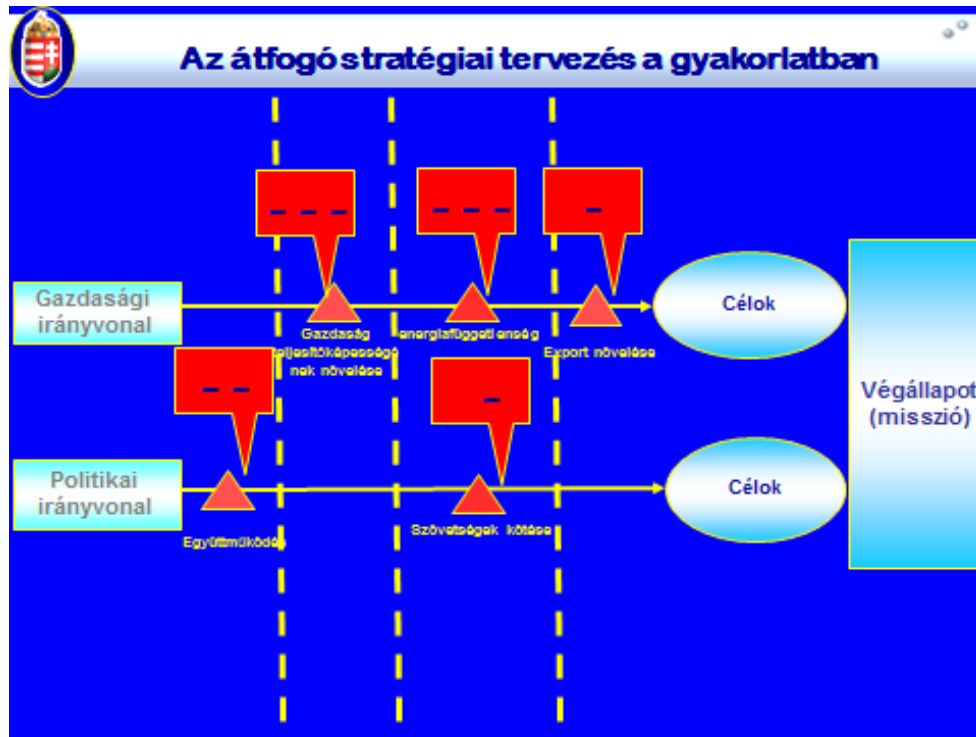 Az átfogó stratégiai tervezés a gyakorlatban
_ _ _
_ _ _
_
Gazdasági
irányvonal
Gazdaság
teljesítőképességé
nek növelése
energiafüggetlenség
Export növelése
Célok
_ _
_
Végállapot
(misszió)
Politikai
irányvonal
Együttműködés
Szövetségek kötése
Célok